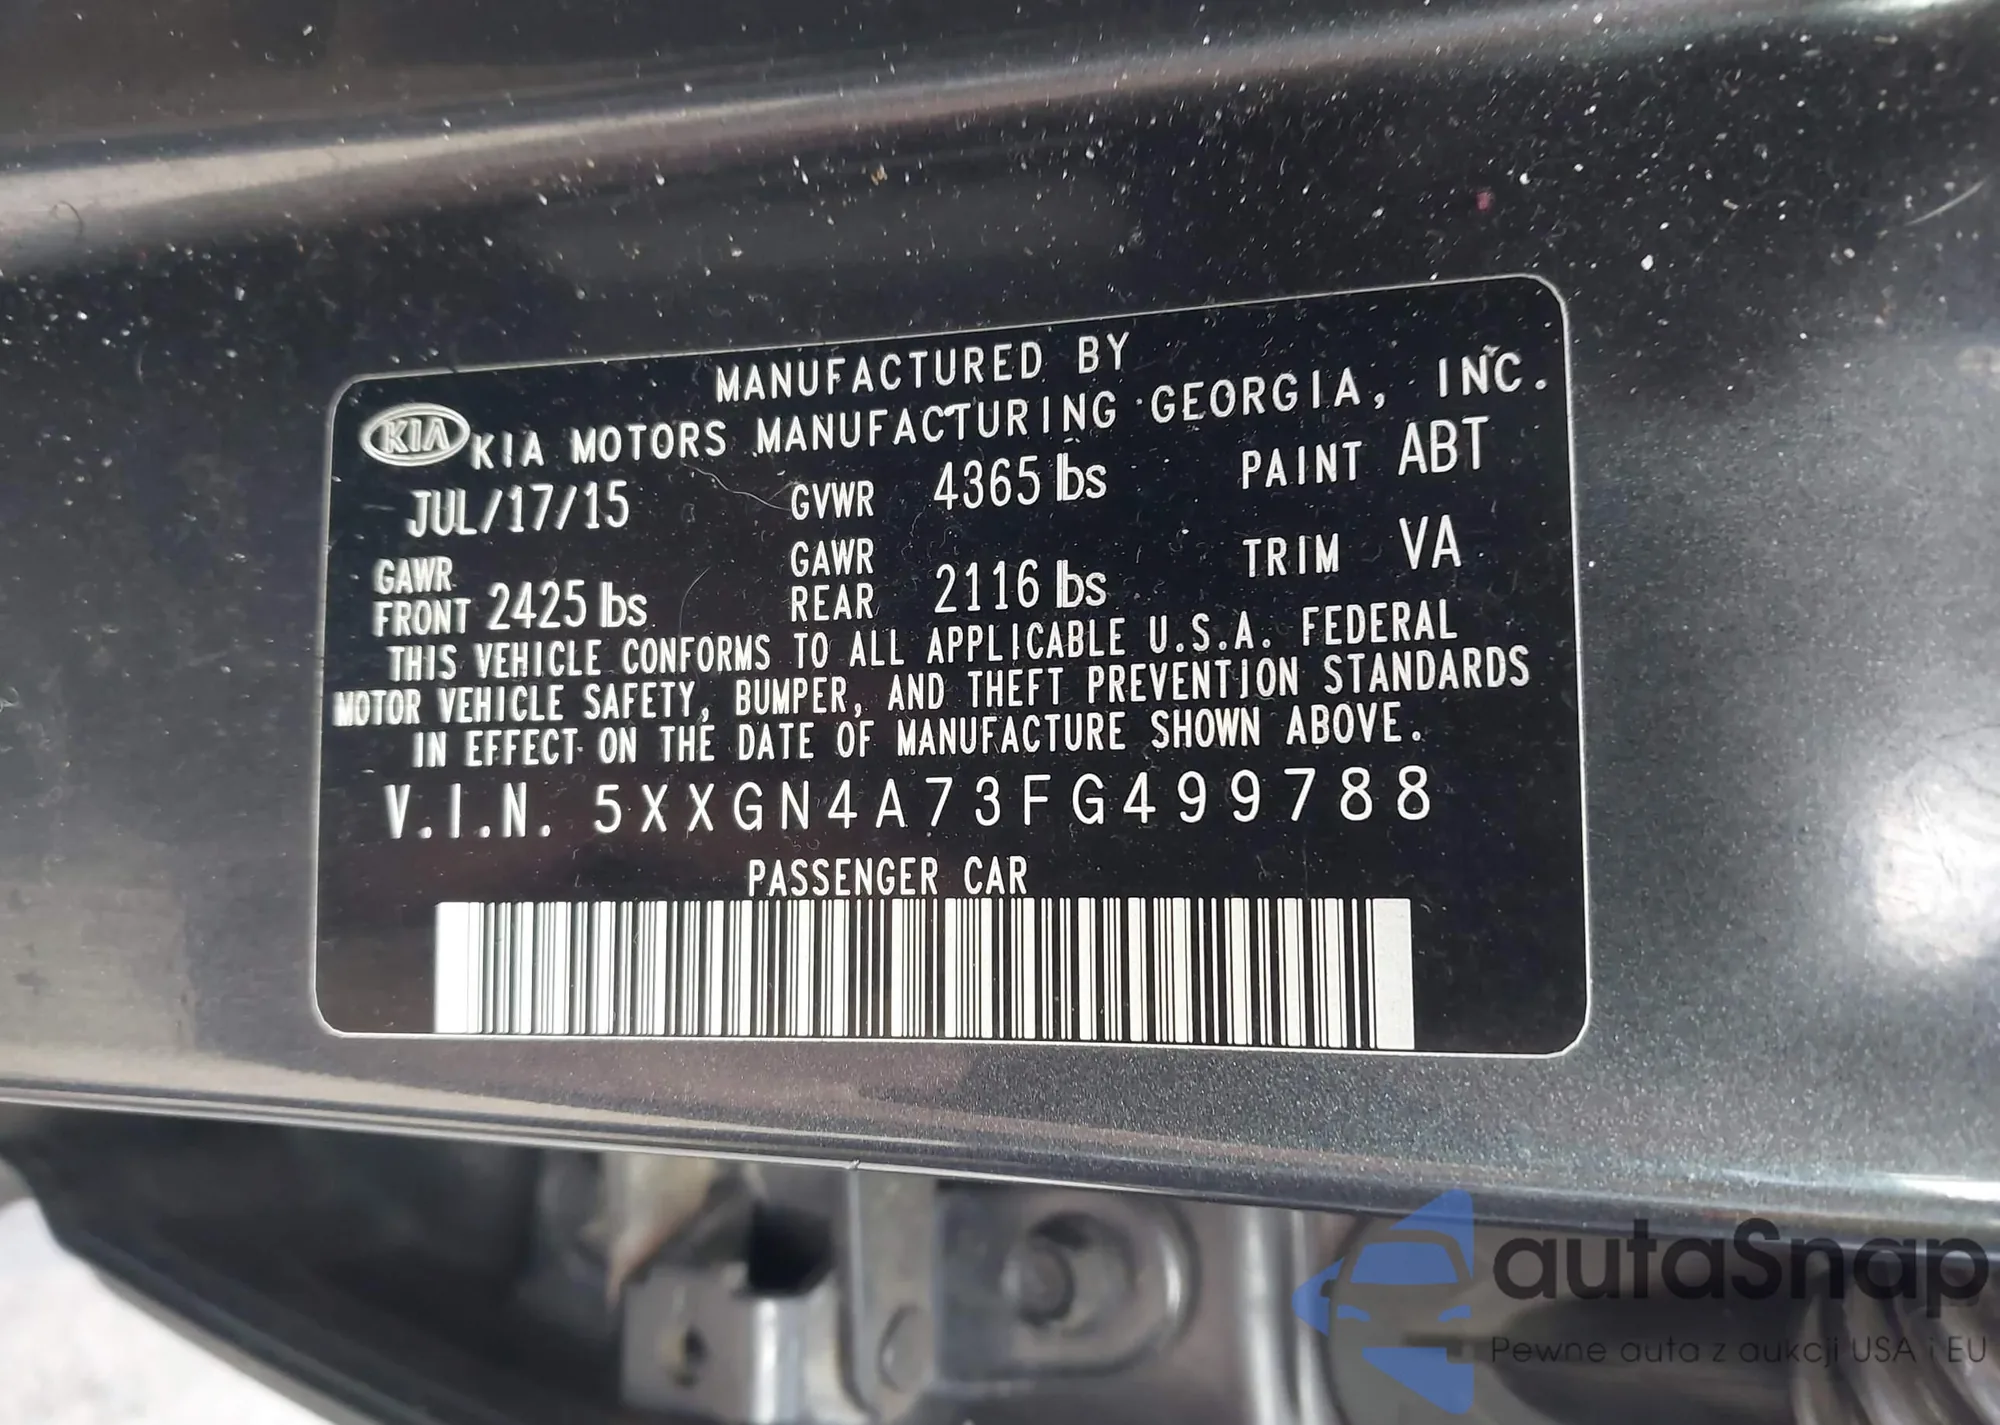 MANUFACTURED BY
KIA KIA MOTORS MANUFACTURING GEORGIA, INC.
JUL/17/15 GVWR 4365 lbs PAINT ABT
GAWR FRONT 2425 lbs GAWR REAR 2116 lbs TRIM VA
THIS VEHICLE CONFORMS TO ALL APPLICABLE U.S.A. FEDERAL
MOTOR VEHICLE SAFETY, BUMPER, AND THEFT PREVENTION STANDARDS
IN EFFECT ON THE DATE OF MANUFACTURE SHOWN ABOVE.
V.I.N. 5XXGN4A73FG499788
PASSENGER CAR
autoSnap
Pewne auta z aukcji USA i EU